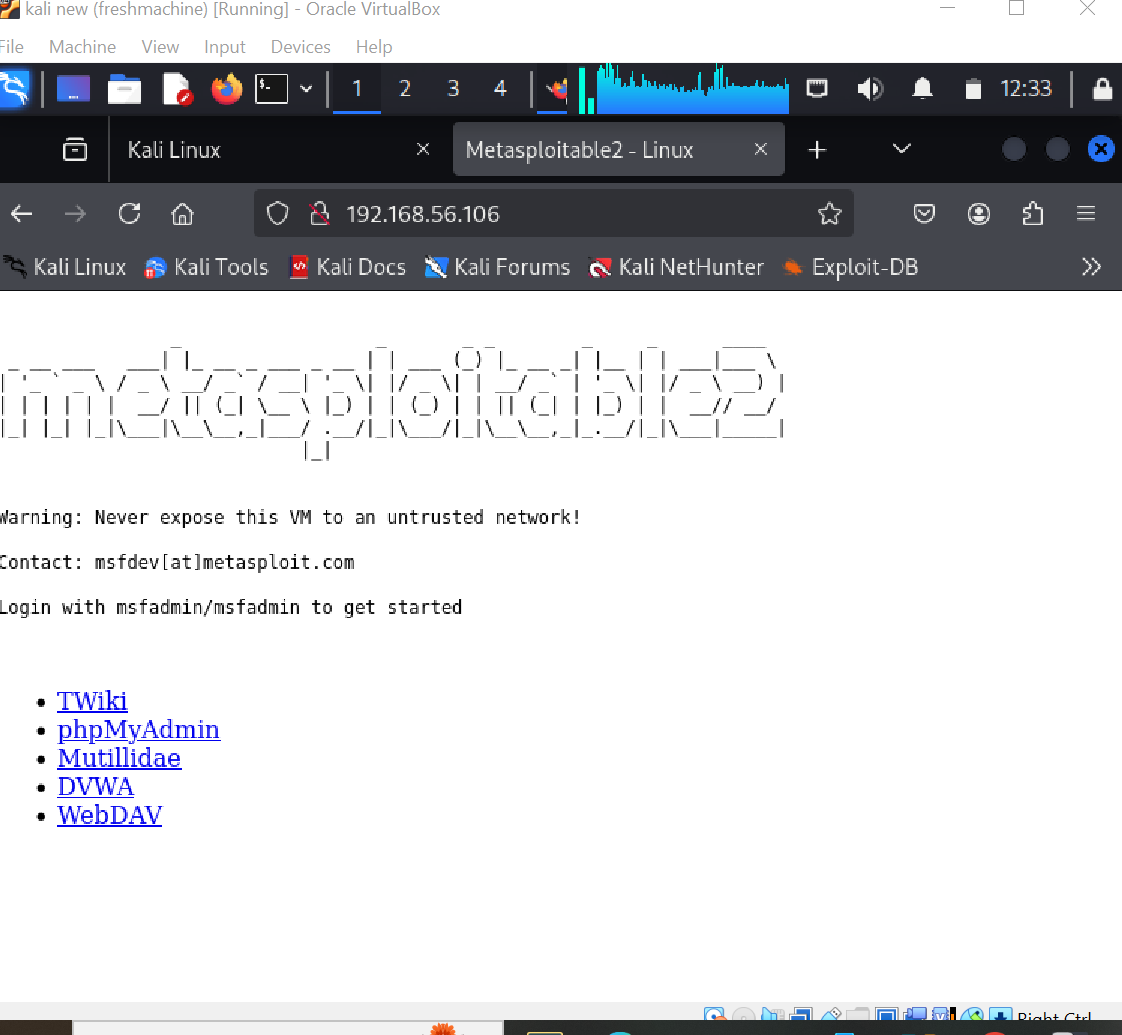 kali new (freshmachine) [Running] - Oracle VirtualBox
File Machine View Input Devices Help
1 2 3 4 12:33
Kali Linux Metasploitable2 - Linux
192.168.56.106
Kali Linux Kali Tools Kali Docs Kali Forums Kali NetHunter Exploit-DB
metasploitable2
Warning: Never expose this VM to an untrusted network!
Contact: msfdev[at]metasploit.com
Login with msfadmin/msfadmin to get started
TWiki
phpMyAdmin
Mutillidae
DVWA
WebDAV
Right Ctrl